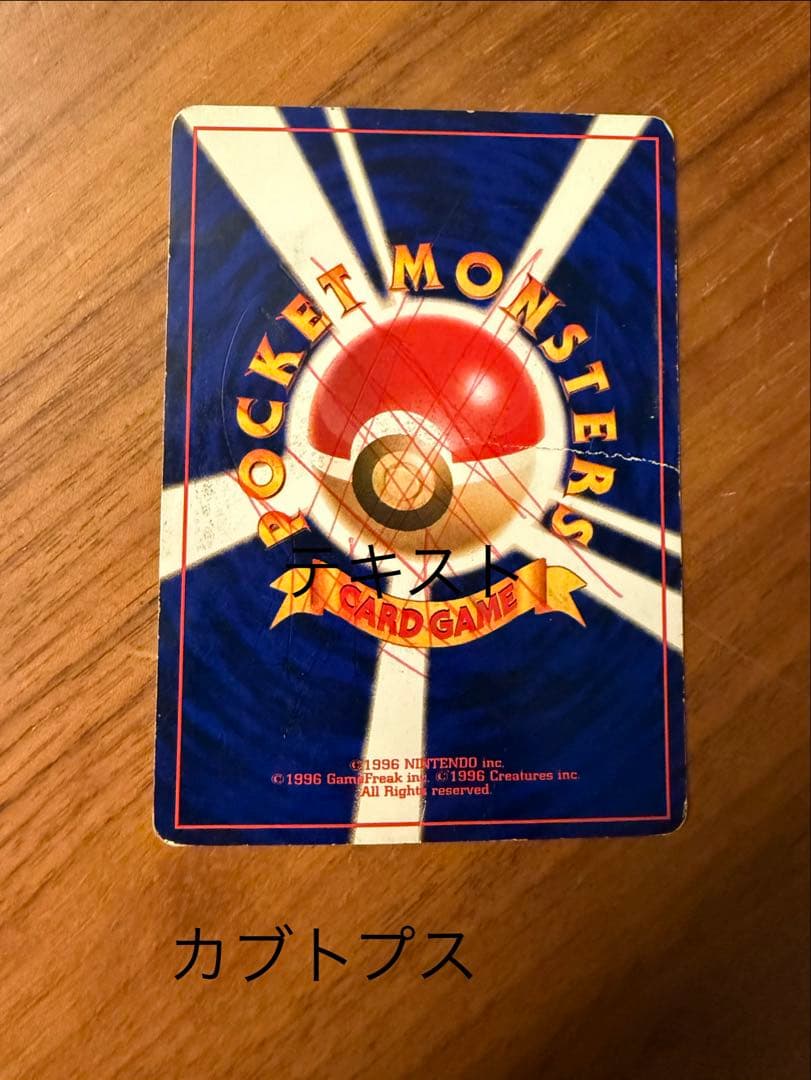 POCKET MONSTERS
テキスト
CARD GAME
©1996 NINTENDO inc.
©1996 GameFreak inc. ©1996 Creatures inc.
All Rights reserved.
カブトプス